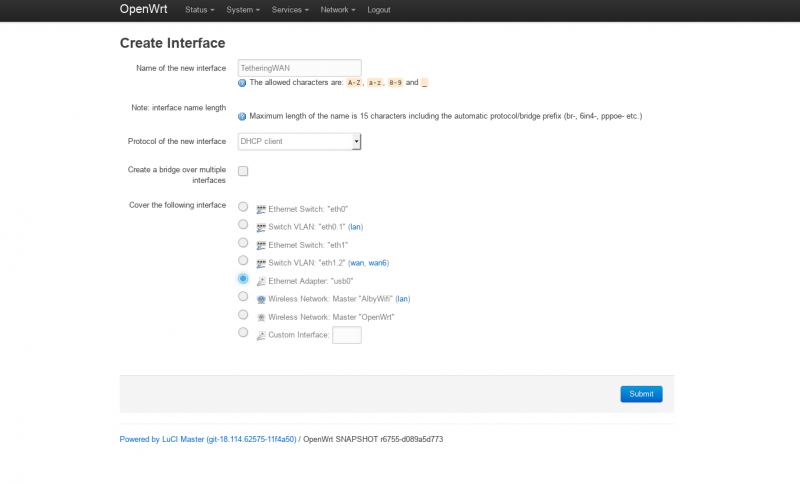 OpenWrt Status System Services Network Logout
Create Interface
Name of the new interface TetheringWAN
The allowed characters are: A-Z, a-z, 0-9 and _
Note: interface name length
Maximum length of the name is 15 characters including the automatic protocol/bridge prefix (br-, 6in4-, pppoe- etc.)
Protocol of the new interface DHCP client
Create a bridge over multiple
interfaces
Cover the following interface
Ethernet Switch: "eth0"
Switch VLAN: "eth0.1" (lan)
Ethernet Switch: "eth1"
Switch VLAN: "eth1.2" (wan, wan6)
Ethernet Adapter: "usb0"
Wireless Network: Master "AlbyWifi" (lan)
Wireless Network: Master "OpenWrt"
Custom Interface:
Submit
Powered by LuCI Master (git-18.114.62575-11f4a50) / OpenWrt SNAPSHOT r6755-d089a5d773